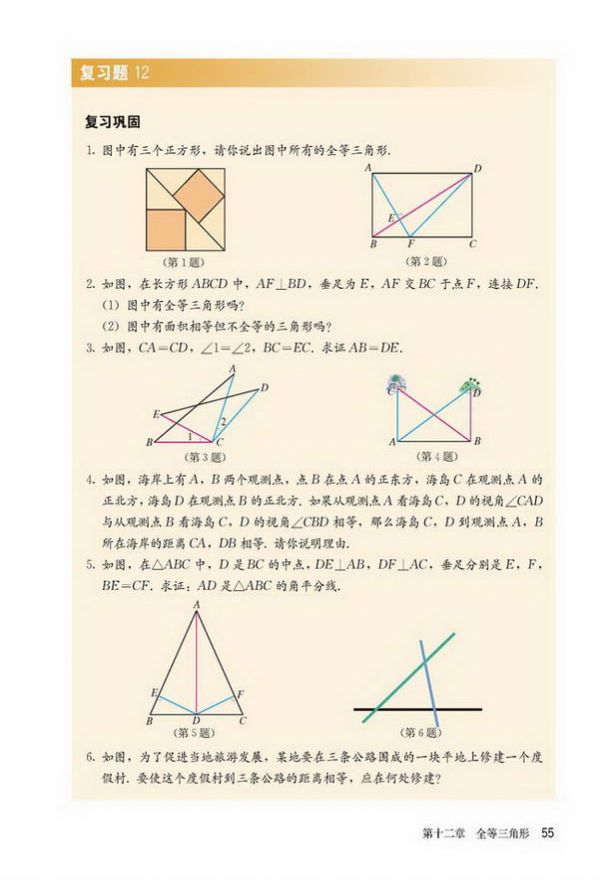 复习题 12
复习巩固
1. 图中有三个正方形，请你说出图中所有的全等三角形.
A
D
E
B
F
C
(第 1 题)
(第 2 题)
2. 如图，在长方形 ABCD 中，AF⊥BD，垂足为 E，AF 交 BC 于点 F，连接 DF.
(1) 图中有全等三角形吗?
(2) 图中有面积相等但不全等的三角形吗?
3. 如图，CA=CD，∠1=∠2，BC=EC. 求证 AB=DE.
A
D
E
2
1
B
C
C
D
A
B
(第 3 题)
(第 4 题)
4. 如图，海岸上有 A，B 两个观测点，点 B 在点 A 的正东方，海岛 C 在观测点 A 的
正北方，海岛 D 在观测点 B 的正北方. 如果从观测点 A 看海岛 C，D 的视角∠CAD
与从观测点 B 看海岛 C，D 的视角∠CBD 相等，那么海岛 C，D 到观测点 A，B
所在海岸的距离 CA，DB 相等. 请你说明理由.
5. 如图，在△ABC 中，D 是 BC 的中点，DE⊥AB，DF⊥AC，垂足分别是 E，F，
BE=CF. 求证：AD 是△ABC 的角平分线.
A
E
F
B
D
C
(第 5 题)
(第 6 题)
6. 如图，为了促进当地旅游发展，某地要在三条公路围成的一块平地上修建一个度
假村. 要使这个度假村到三条公路的距离相等，应在何处修建?
第十二章 全等三角形 55